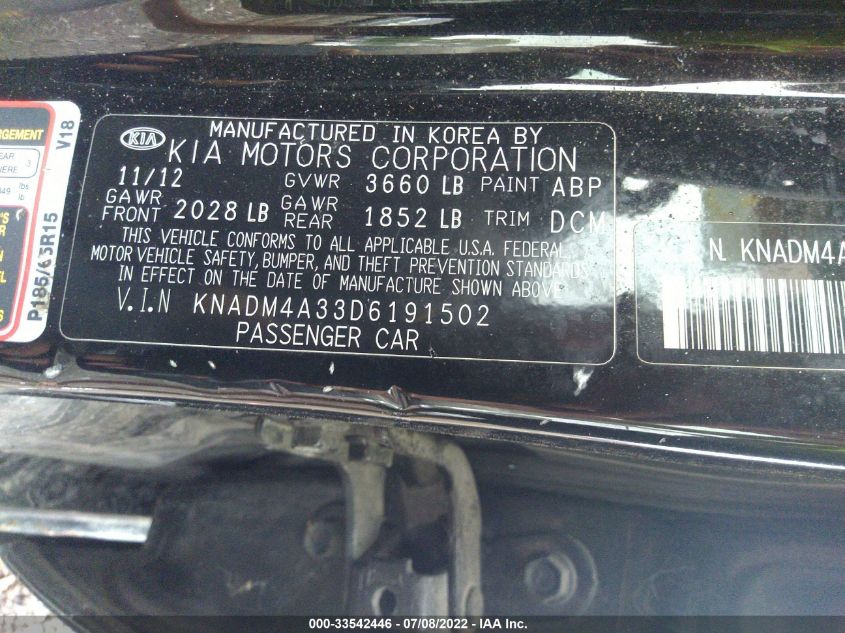 RGEMENT
V18
P185/65R15
KIA
MANUFACTURED IN KOREA BY
KIA MOTORS CORPORATION
11/12 GVWR 3660 LB PAINT ABP
GAWR FRONT 2028 LB GAWR REAR 1852 LB TRIM DCM
THIS VEHICLE CONFORMS TO ALL APPLICABLE U.S.A. FEDERAL
MOTOR VEHICLE SAFETY, BUMPER, AND THEFT PREVENTION STANDARDS
IN EFFECT ON THE DATE OF MANUFACTURE SHOWN ABOVE
V.I.N KNADM4A33D6191502
PASSENGER CAR
N. KNADM4A
000-33542446 - 07/08/2022 - IAA Inc.